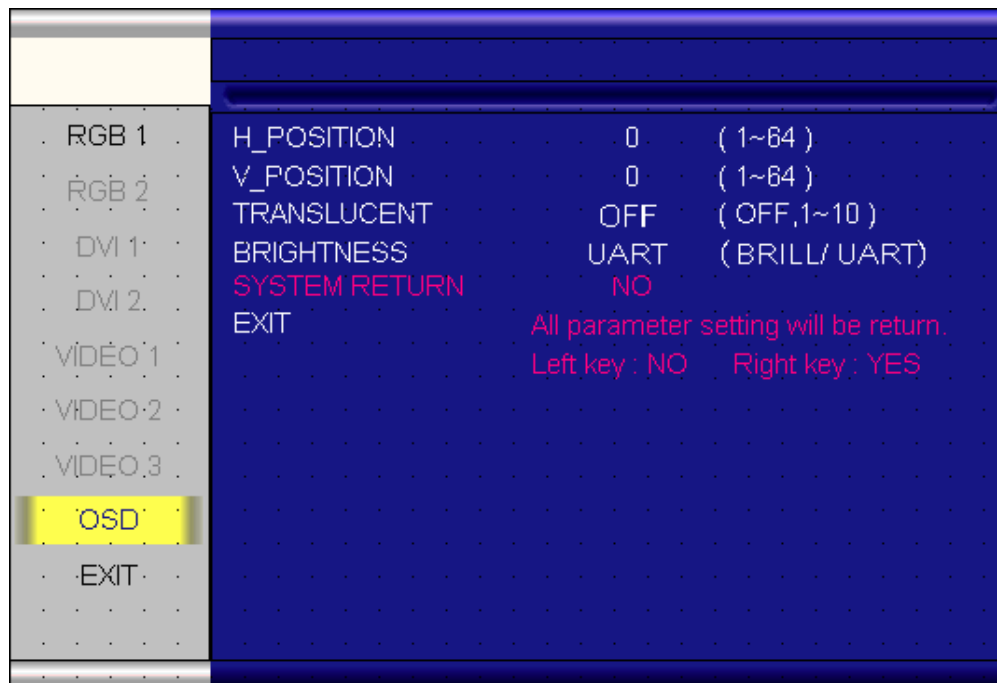 RGB 1
RGB 2
DVI 1
DVI 2
VIDEO 1
VIDEO 2
VIDEO 3
OSD
EXIT
H_POSITION 0 ( 1~64 )
V_POSITION 0 ( 1~64 )
TRANSLUCENT OFF ( OFF,1~10 )
BRIGHTNESS UART ( BRILL/ UART)
SYSTEM RETURN NO
EXIT All parameter setting will be return.
Left key : NO Right key : YES